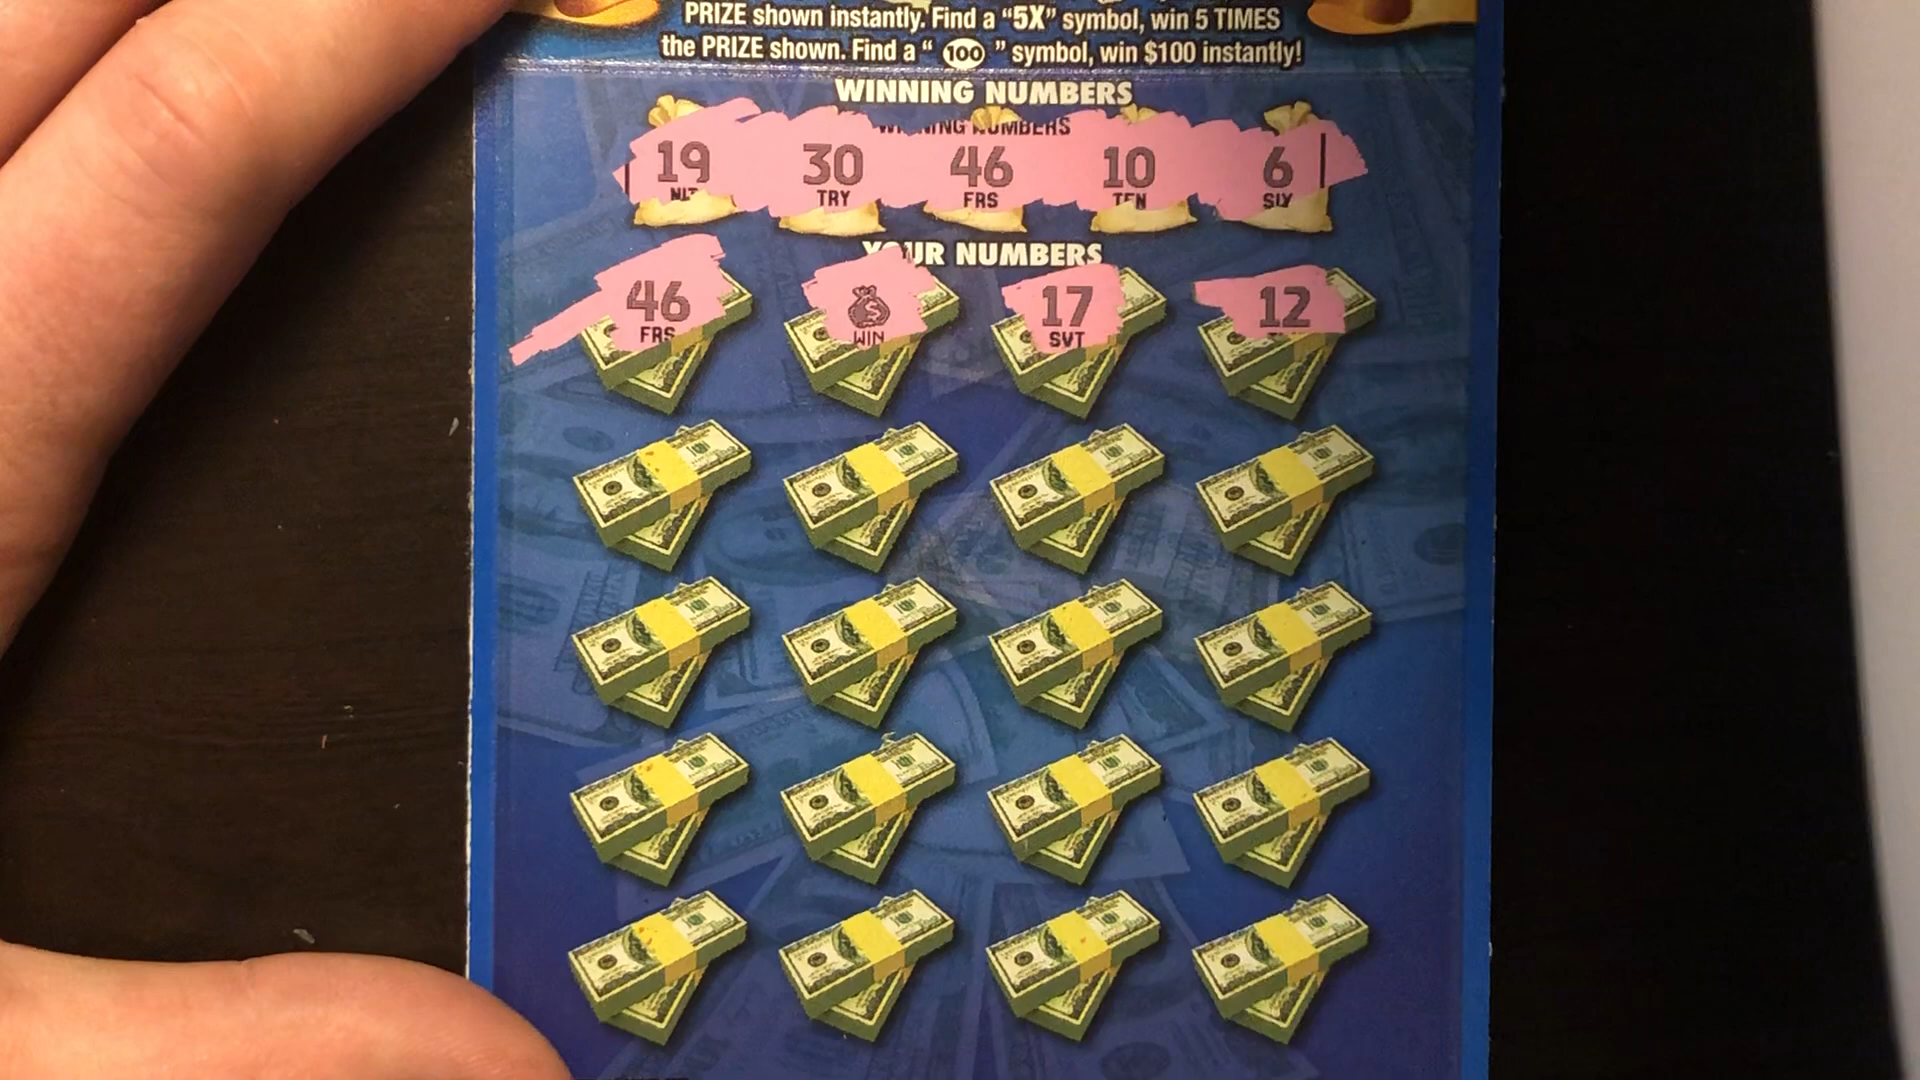 PRIZE shown instantly. Find a “5X” symbol, win 5 TIMES
the PRIZE shown. Find a “ 100 ” symbol, win $100 instantly!
WINNING NUMBERS
NUMBERS
19 30 46 10 6
TRY FRS TEN SIX
YOUR NUMBERS
46 17 12
FRS WIN SVT